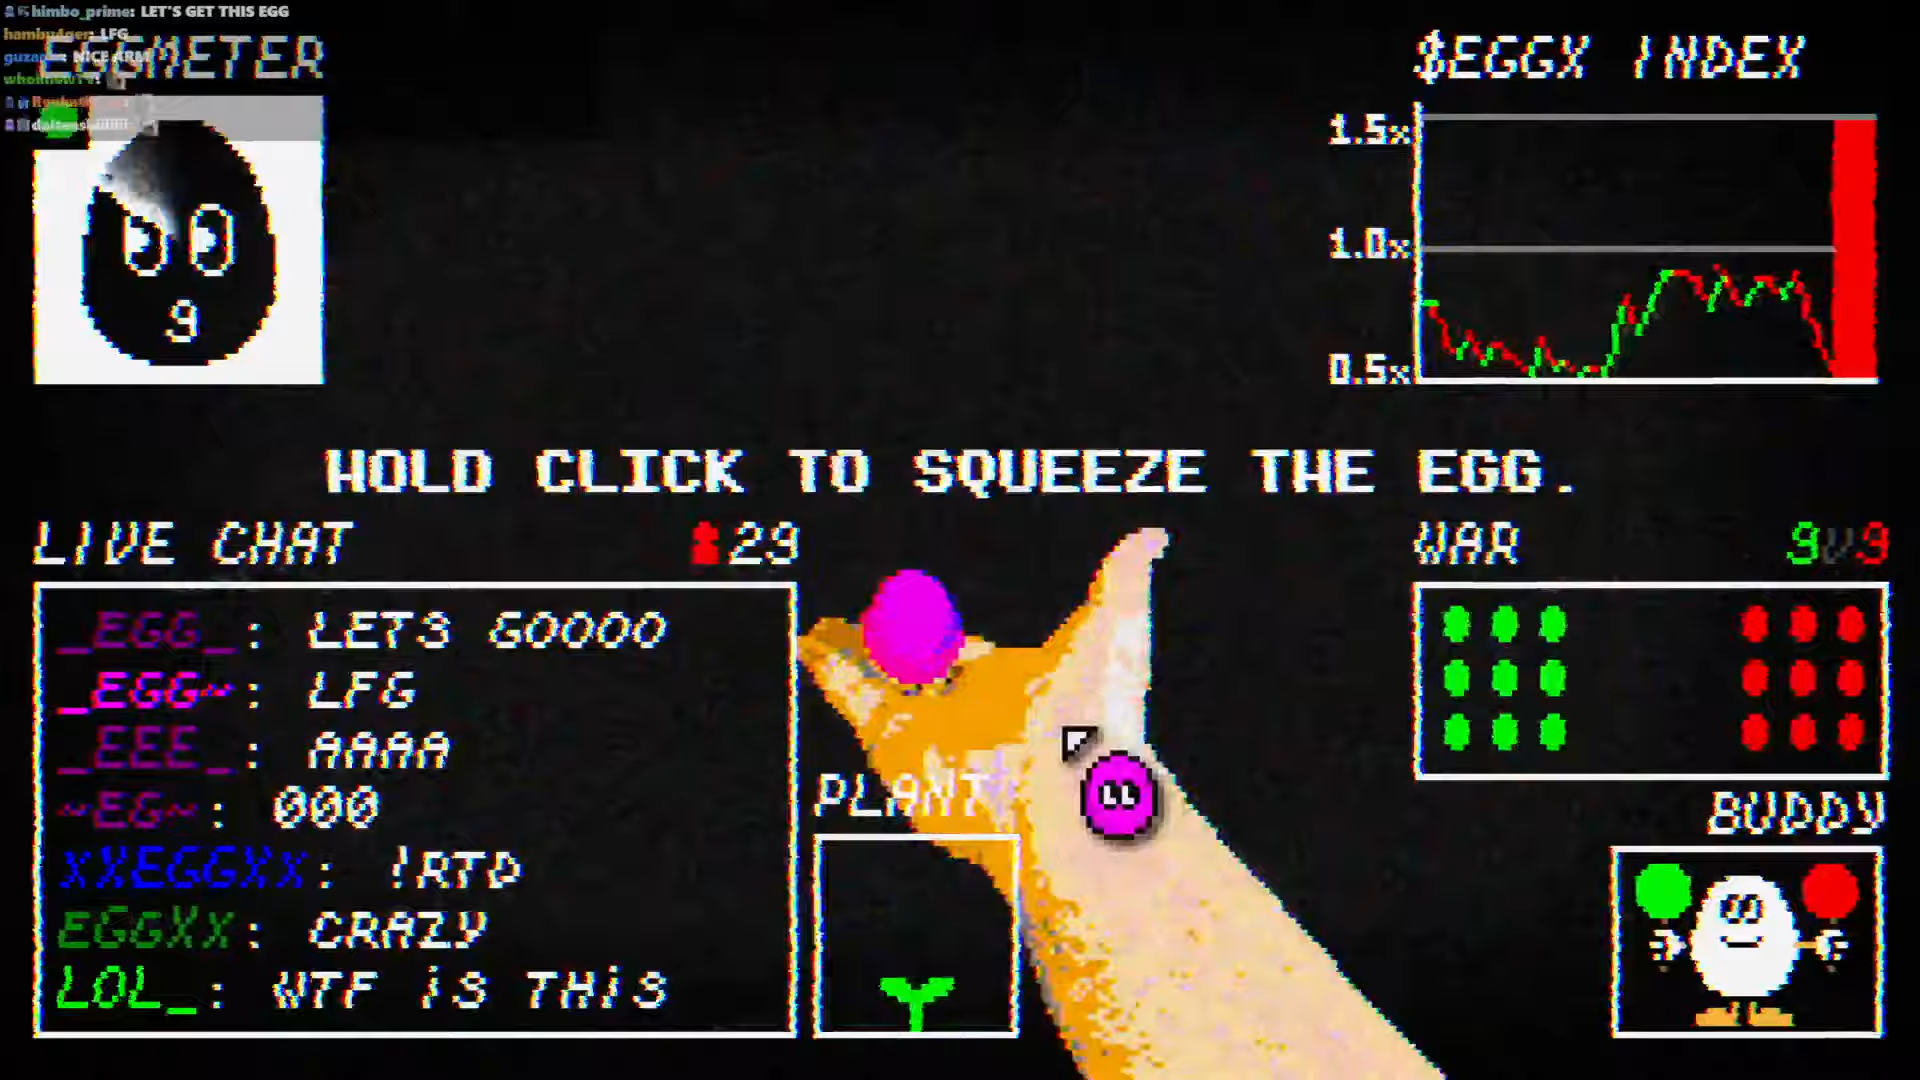 himbo_prime: LET'S GET THIS EGG
hambu4ger: LFG
NICE ARM
EGGMETER
9
$EGGX INDEX
1.5x
1.0x
0.5x
HOLD CLICK TO SQUEEZE THE EGG.
LIVE CHAT
29
_EGG_: LETS GOOOO
_EGG~: LFG
_EEE_: AAAA
~EG~: 000
xXEGGXx: !RTD
EGGXX: CRAZY
LOL_: WTF iS THiS
PLANT
WAR
9v9
BUDDY